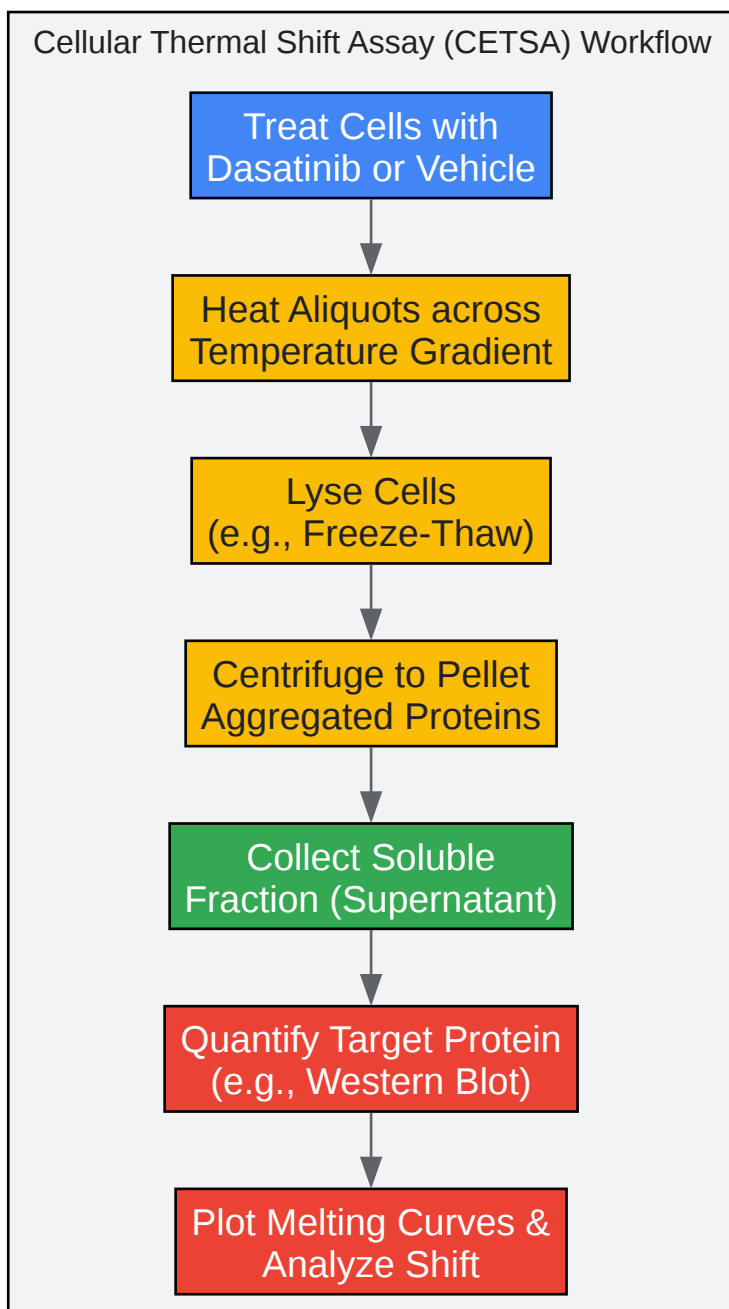 Cellular Thermal Shift Assay (CETSA) Workflow
Treat Cells with
Dasatinib or Vehicle
Heat Aliquots across
Temperature Gradient
Lyse Cells
(e.g., Freeze-Thaw)
Centrifuge to Pellet
Aggregated Proteins
Collect Soluble
Fraction (Supernatant)
Quantify Target Protein
(e.g., Western Blot)
Plot Melting Curves &
Analyze Shift